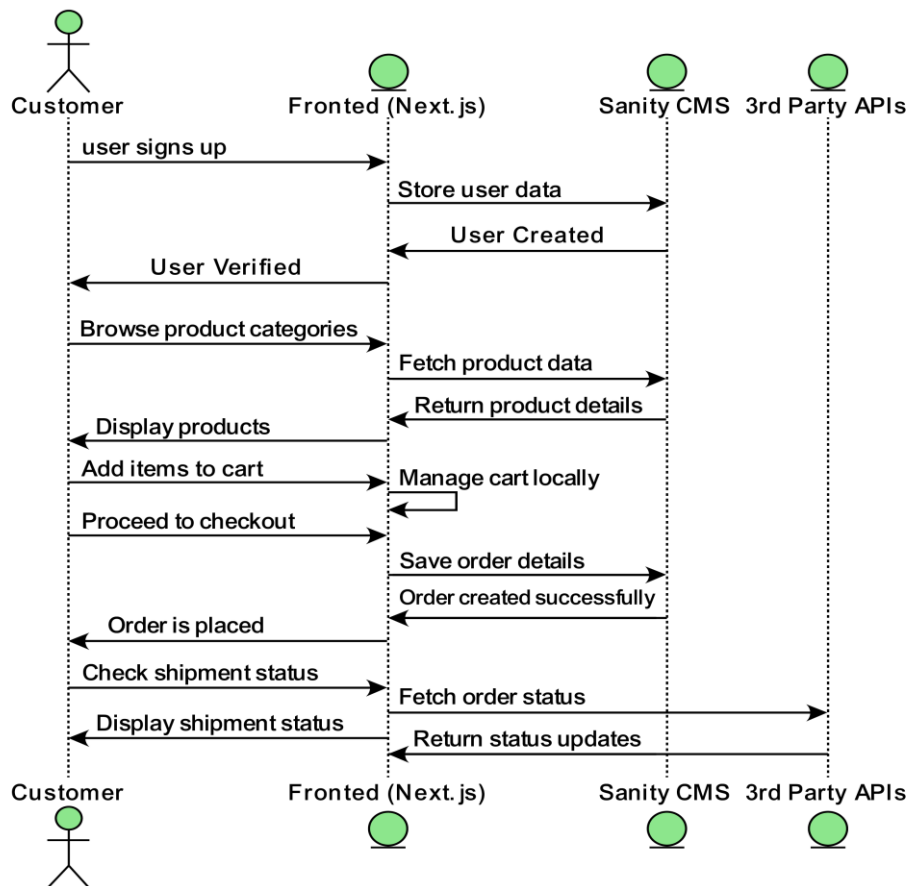 Customer
Fronted (Next.js)
Sanity CMS
3rd Party APIs
user signs up
Store user data
User Created
User Verified
Browse product categories
Fetch product data
Return product details
Display products
Add items to cart
Manage cart locally
Proceed to checkout
Save order details
Order created successfully
Order is placed
Check shipment status
Fetch order status
Display shipment status
Return status updates
Customer
Fronted (Next.js)
Sanity CMS
3rd Party APIs